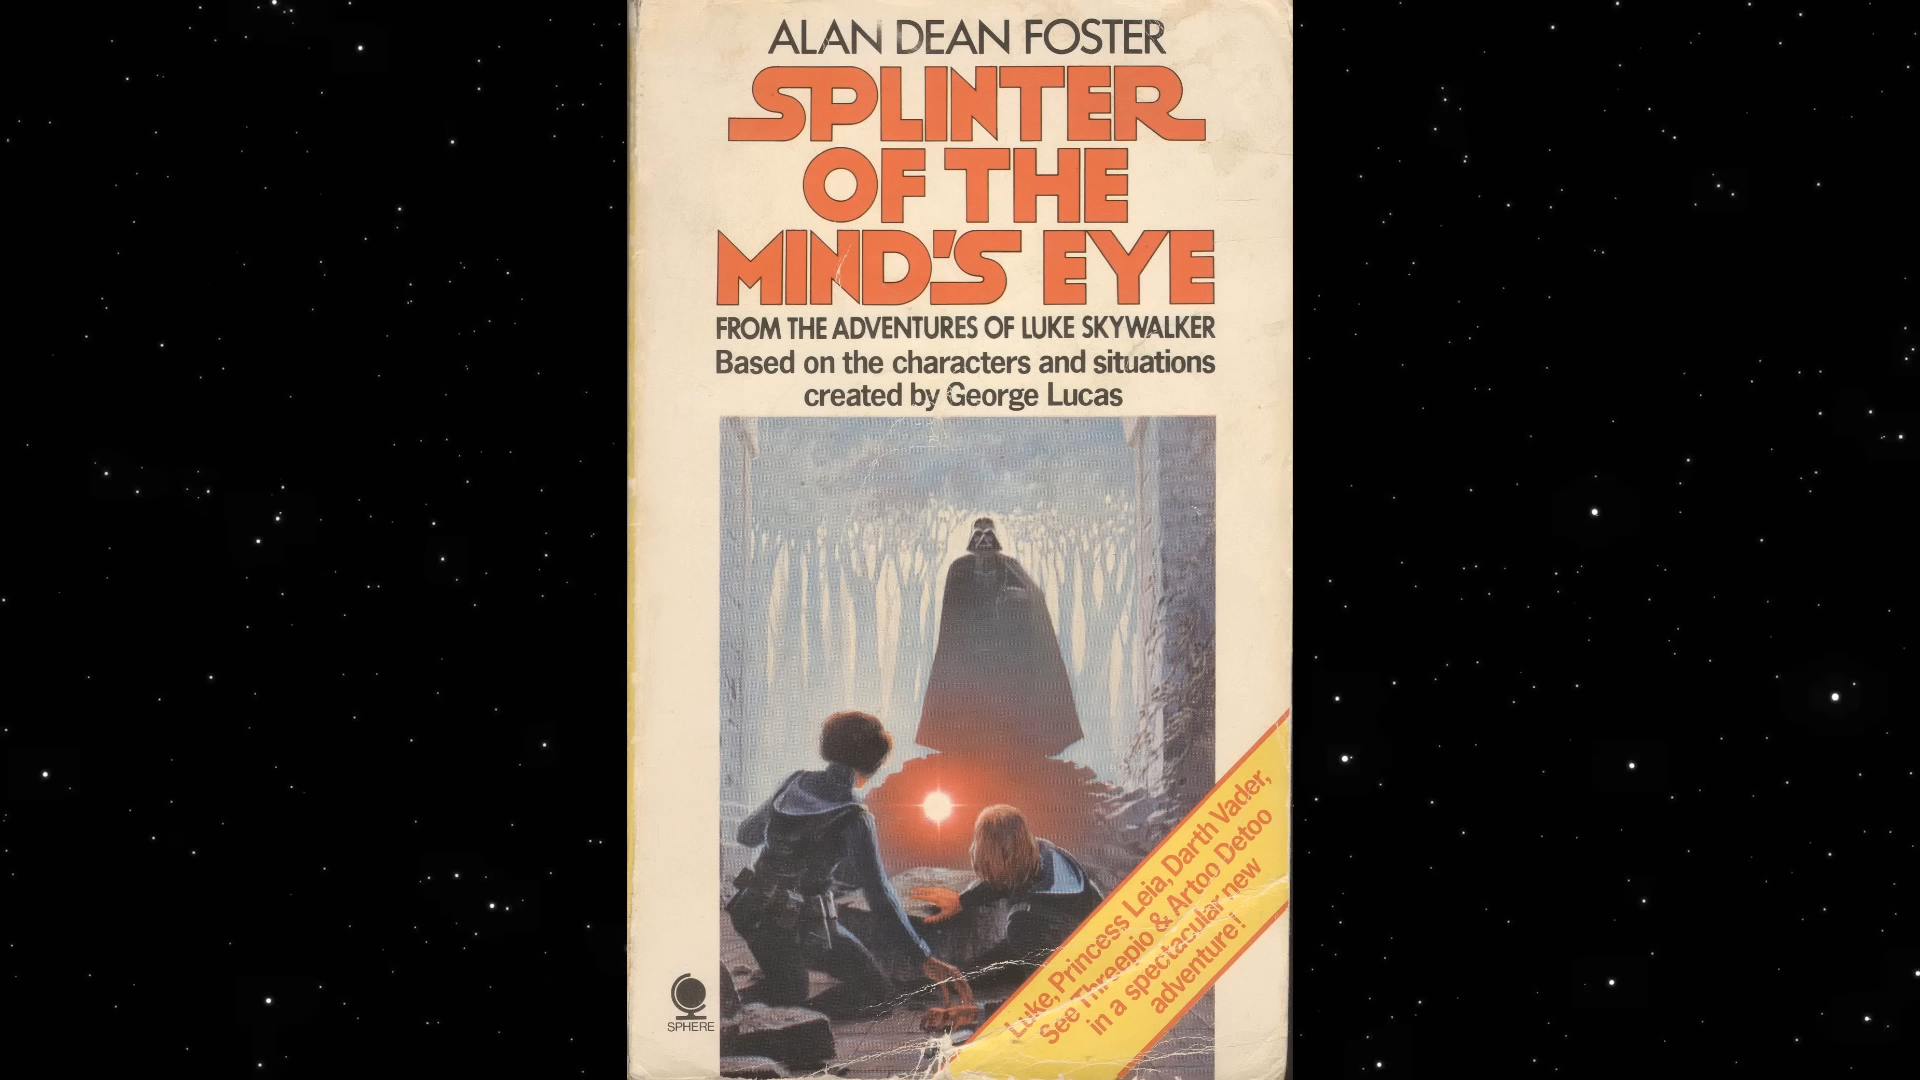 ALAN DEAN FOSTER
SPLINTER
OF THE
MIND'S EYE
FROM THE ADVENTURES OF LUKE SKYWALKER
Based on the characters and situations
created by George Lucas
Luke, Princess Leia, Darth Vader,
See Threepio & Artoo Detoo
in a spectacular new
adventure!
SPHERE